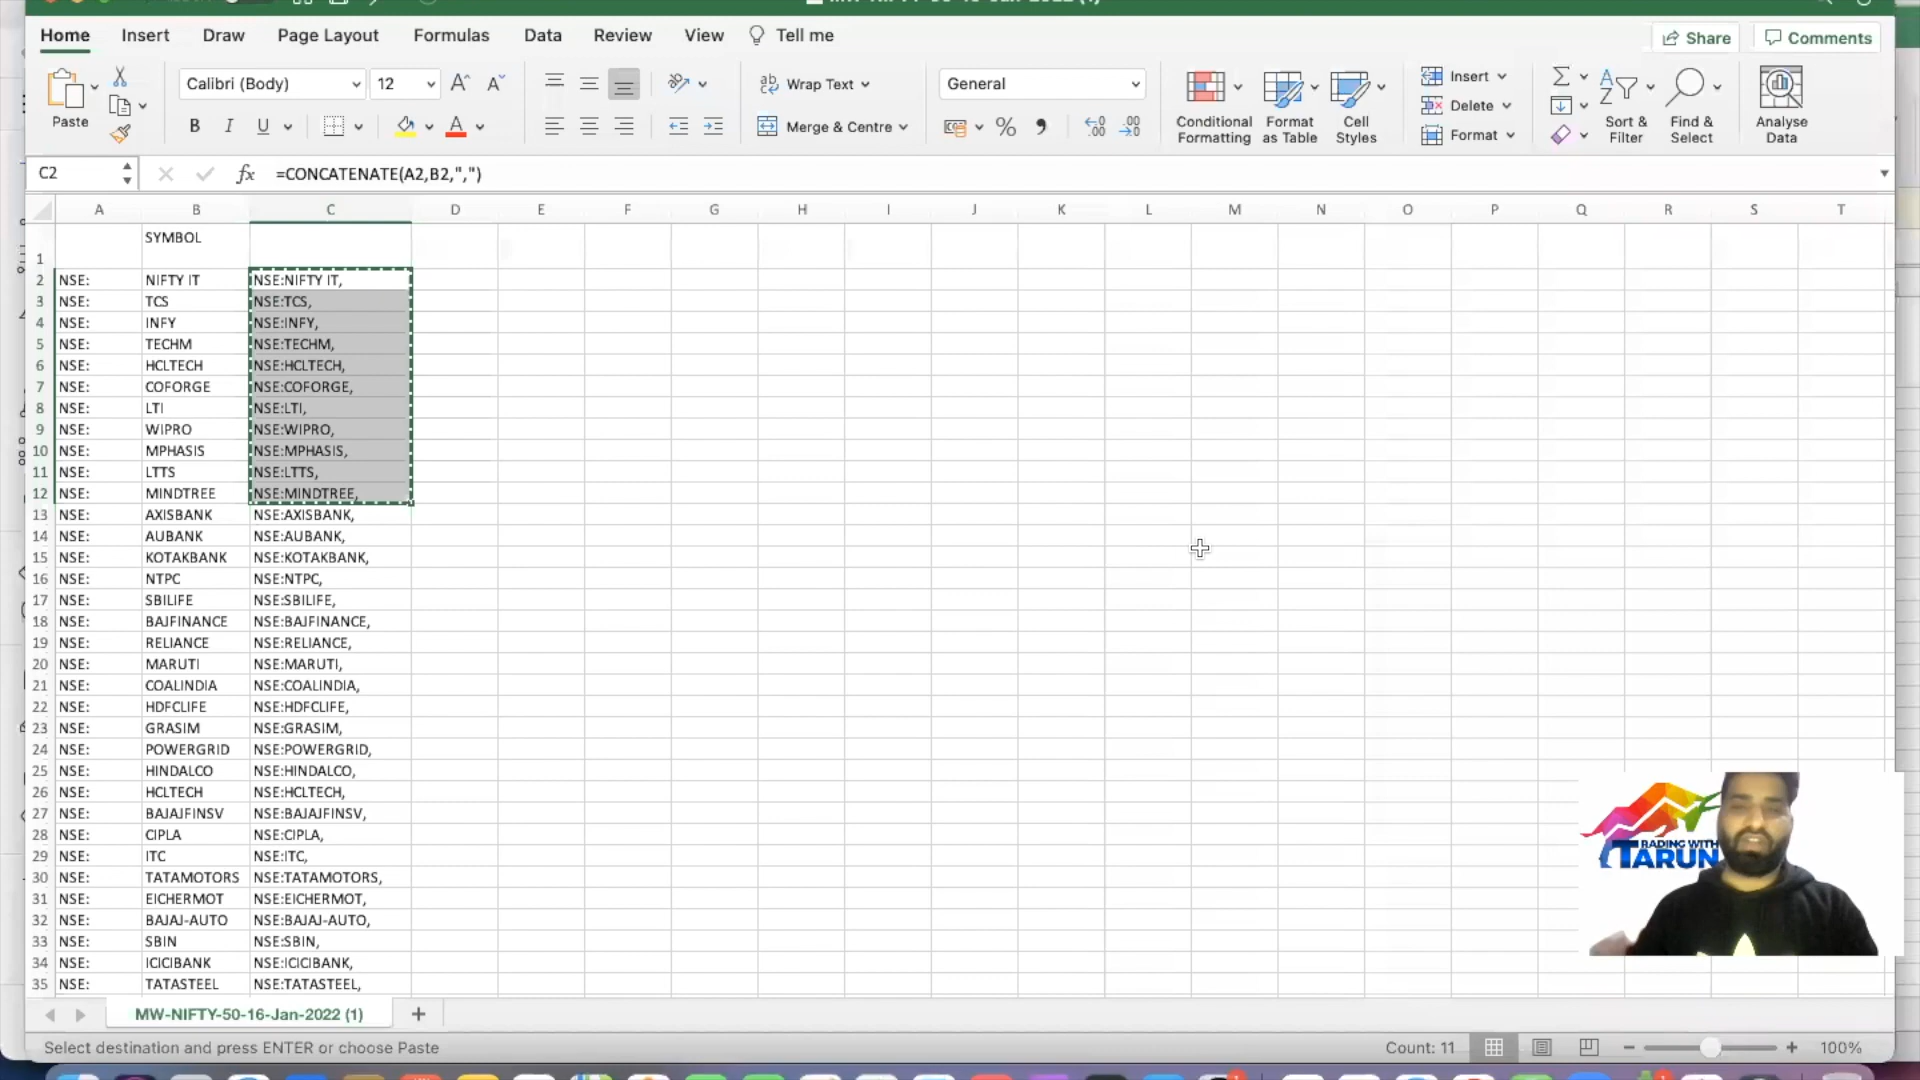 Home Insert Draw Page Layout Formulas Data Review View Tell me Share Comments
Paste Calibri (Body) 12 Wrap Text General Insert
B I U Merge & Centre % Conditional Formatting Format as Table Cell Styles Delete Format Sort & Filter Find & Select Analyse Data
C2 fx =CONCATENATE(A2,B2,",")
A B C D E F G H I J K L M N O P Q R S T
1 SYMBOL
2 NSE: NIFTY IT NSE:NIFTY IT,
3 NSE: TCS NSE:TCS,
4 NSE: INFY NSE:INFY,
5 NSE: TECHM NSE:TECHM,
6 NSE: HCLTECH NSE:HCLTECH,
7 NSE: COFORGE NSE:COFORGE,
8 NSE: LTI NSE:LTI,
9 NSE: WIPRO NSE:WIPRO,
10 NSE: MPHASIS NSE:MPHASIS,
11 NSE: LTTS NSE:LTTS,
12 NSE: MINDTREE NSE:MINDTREE,
13 NSE: AXISBANK NSE:AXISBANK,
14 NSE: AUBANK NSE:AUBANK,
15 NSE: KOTAKBANK NSE:KOTAKBANK,
16 NSE: NTPC NSE:NTPC,
17 NSE: SBILIFE NSE:SBILIFE,
18 NSE: BAJFINANCE NSE:BAJFINANCE,
19 NSE: RELIANCE NSE:RELIANCE,
20 NSE: MARUTI NSE:MARUTI,
21 NSE: COALINDIA NSE:COALINDIA,
22 NSE: HDFCLIFE NSE:HDFCLIFE,
23 NSE: GRASIM NSE:GRASIM,
24 NSE: POWERGRID NSE:POWERGRID,
25 NSE: HINDALCO NSE:HINDALCO,
26 NSE: HCLTECH NSE:HCLTECH,
27 NSE: BAJAJFINSV NSE:BAJAJFINSV,
28 NSE: CIPLA NSE:CIPLA,
29 NSE: ITC NSE:ITC,
30 NSE: TATAMOTORS NSE:TATAMOTORS,
31 NSE: EICHERMOT NSE:EICHERMOT,
32 NSE: BAJAJ-AUTO NSE:BAJAJ-AUTO,
33 NSE: SBIN NSE:SBIN,
34 NSE: ICICIBANK NSE:ICICIBANK,
35 NSE: TATASTEEL NSE:TATASTEEL,
RADING WITH
TARUN
MW-NIFTY-50-16-Jan-2022 (1) +
Select destination and press ENTER or choose Paste Count: 11 100%